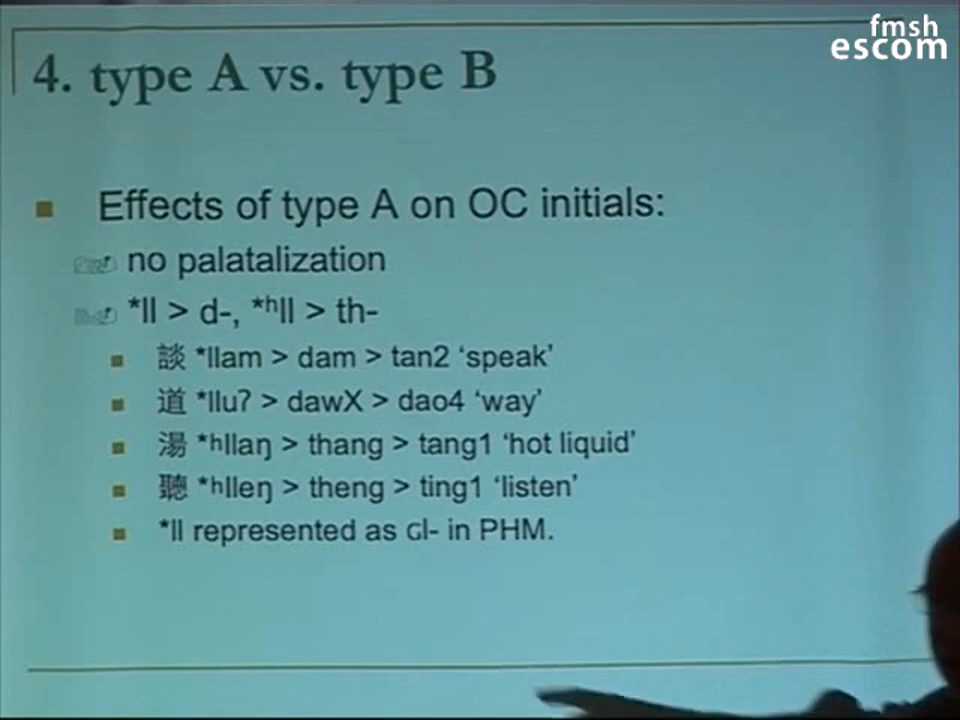 fmsh
escom
4. type A vs. type B
Effects of type A on OC initials:
no palatalization
*ll > d-, *ʰll > th-
談 *llam > dam > tan2 ‘speak’
道 *lluʔ > dawX > dao4 ‘way’
湯 *ʰllaŋ > thang > tang1 ‘hot liquid’
聽 *ʰlleŋ > theng > ting1 ‘listen’
*ll represented as ɢl- in PHM.